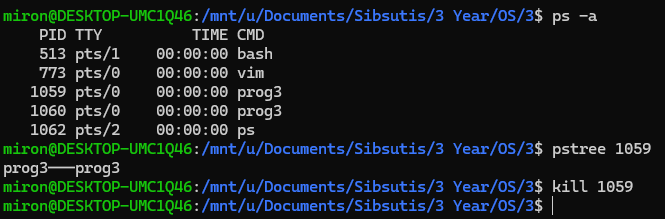 miron@DESKTOP-UMC1Q46:/mnt/u/Documents/Sibsutis/3 Year/OS/3$ ps -a
    PID TTY          TIME CMD
    513 pts/1    00:00:00 bash
    773 pts/0    00:00:00 vim
   1059 pts/0    00:00:00 prog3
   1060 pts/0    00:00:00 prog3
   1062 pts/2    00:00:00 ps
miron@DESKTOP-UMC1Q46:/mnt/u/Documents/Sibsutis/3 Year/OS/3$ pstree 1059
prog3───prog3
miron@DESKTOP-UMC1Q46:/mnt/u/Documents/Sibsutis/3 Year/OS/3$ kill 1059
miron@DESKTOP-UMC1Q46:/mnt/u/Documents/Sibsutis/3 Year/OS/3$